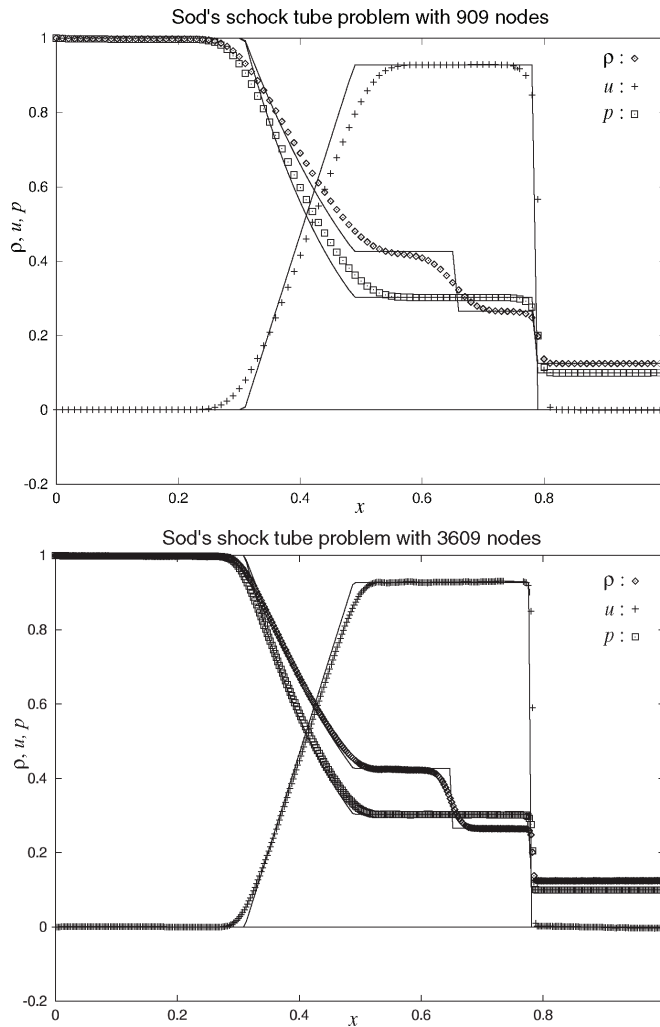 Sod's schock tube problem with 909 nodes
1
0.8
0.6
0.4
0.2
0
-0.2
ρ, u, p
ρ :
u :
p :
0
0.2
0.4
0.6
0.8
x
Sod's shock tube problem with 3609 nodes
1
0.8
0.6
0.4
0.2
0
-0.2
ρ, u, p
ρ :
u :
p :
0
0.2
0.4
0.6
0.8
x